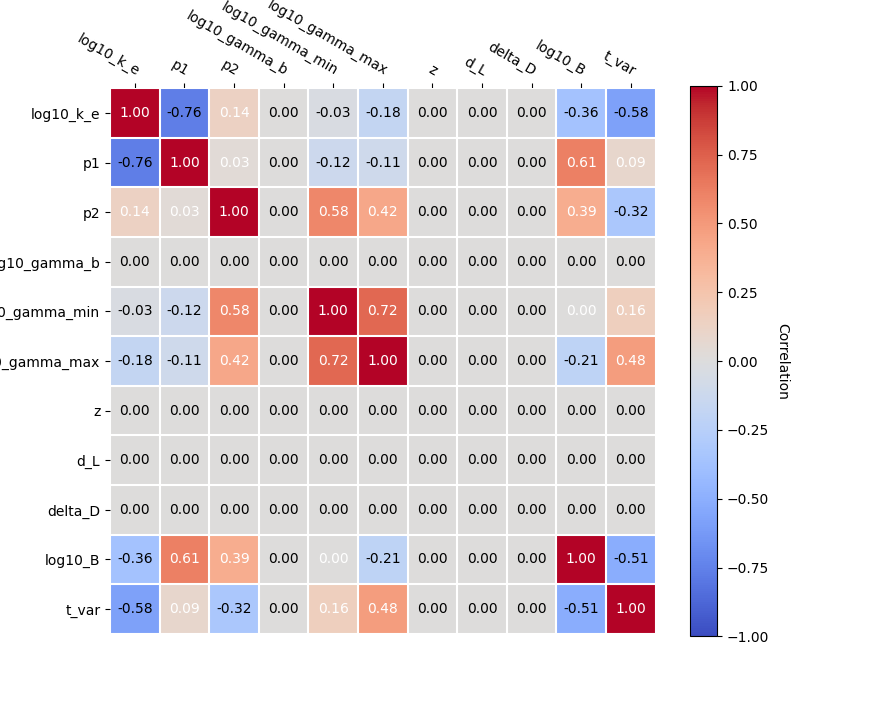 log10_k_e p1 p2 log10_gamma_b log10_gamma_min log10_gamma_max z d_L delta_D log10_B t_var
log10_k_e 1.00 -0.76 0.14 0.00 -0.03 -0.18 0.00 0.00 0.00 -0.36 -0.58
p1 -0.76 1.00 0.03 0.00 -0.12 -0.11 0.00 0.00 0.00 0.61 0.09
p2 0.14 0.03 1.00 0.00 0.58 0.42 0.00 0.00 0.00 0.39 -0.32
g10_gamma_b 0.00 0.00 0.00 0.00 0.00 0.00 0.00 0.00 0.00 0.00 0.00
0_gamma_min -0.03 -0.12 0.58 0.00 1.00 0.72 0.00 0.00 0.00 0.00 0.16
_gamma_max -0.18 -0.11 0.42 0.00 0.72 1.00 0.00 0.00 0.00 -0.21 0.48
z 0.00 0.00 0.00 0.00 0.00 0.00 0.00 0.00 0.00 0.00 0.00
d_L 0.00 0.00 0.00 0.00 0.00 0.00 0.00 0.00 0.00 0.00 0.00
delta_D 0.00 0.00 0.00 0.00 0.00 0.00 0.00 0.00 0.00 0.00 0.00
log10_B -0.36 0.61 0.39 0.00 0.00 -0.21 0.00 0.00 0.00 1.00 -0.51
t_var -0.58 0.09 -0.32 0.00 0.16 0.48 0.00 0.00 0.00 -0.51 1.00
1.00
0.75
0.50
0.25
0.00
−0.25
−0.50
−0.75
−1.00
Correlation